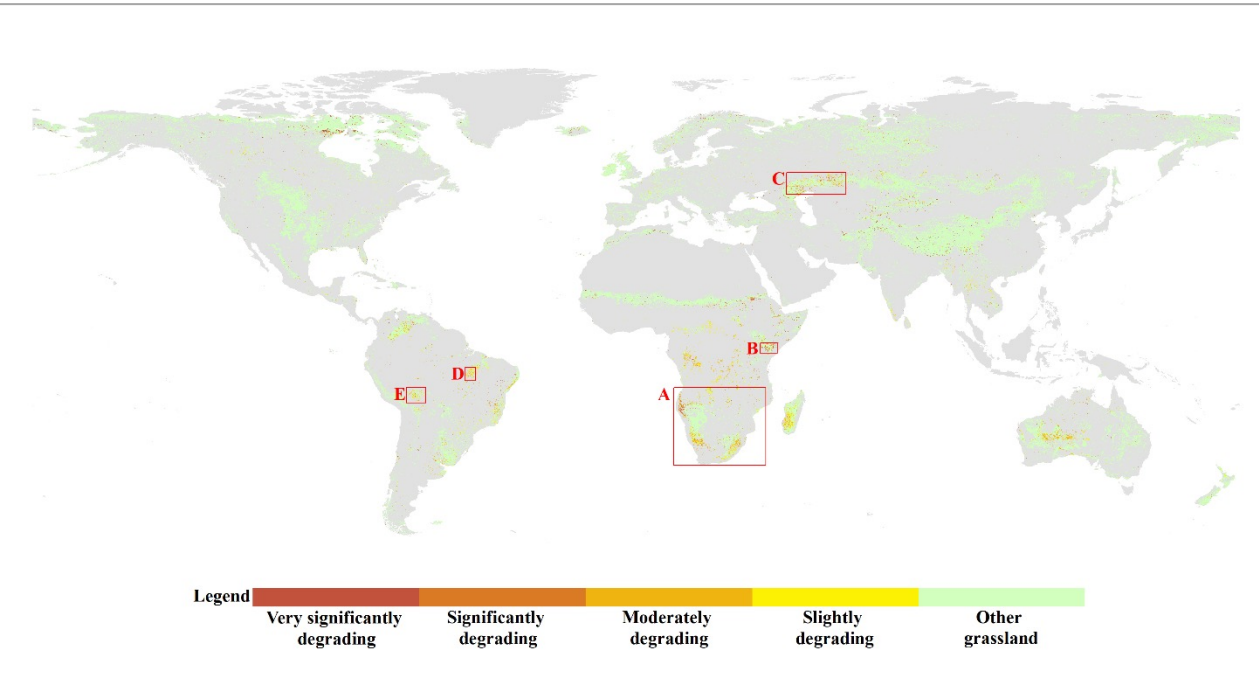 C
B
D
E
A
Legend
Very significantly degrading
Significantly degrading
Moderately degrading
Slightly degrading
Other grassland